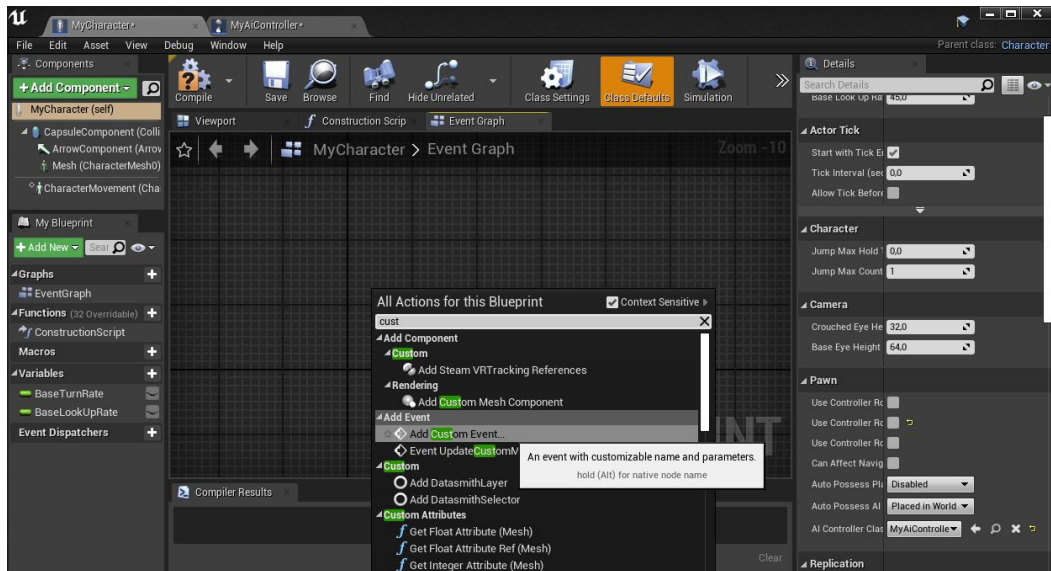 MyCharacter*
MyAiController*
File Edit Asset View Debug Window Help
Parent class: Character
Components
+Add Component
MyCharacter (self)
CapsuleComponent (Colli
ArrowComponent (Arrov
Mesh (CharacterMesh0)
CharacterMovement (Cha
My Blueprint
+Add New
Sear
Graphs
EventGraph
Functions (32 Overridable)
ConstructionScript
Macros
Variables
BaseTurnRate
BaseLookUpRate
Event Dispatchers
Compile
Save
Browse
Find
Hide Unrelated
Class Settings
Class Defaults
Simulation
Viewport
Construction Scrip
Event Graph
MyCharacter > Event Graph
Zoom -10
All Actions for this Blueprint
Context Sensitive
cust
Add Component
Custom
Add Steam VRTracking References
Rendering
Add Custom Mesh Component
Add Event
Add Custom Event...
Event UpdateCustomM
Custom
Add DatasmithLayer
Add DatasmithSelector
Custom Attributes
Get Float Attribute (Mesh)
Get Float Attribute Ref (Mesh)
Get Integer Attribute (Mesh)
An event with customizable name and parameters.
hold (Alt) for native node name
Compiler Results
Clear
Details
Search Details
Base Look Up Ra 45,0
Actor Tick
Start with Tick E
Tick Interval (sec 0,0
Allow Tick Before
Character
Jump Max Hold 0,0
Jump Max Count 1
Camera
Crouched Eye He 32,0
Base Eye Height 64,0
Pawn
Use Controller Ro
Use Controller Ro
Use Controller Ro
Can Affect Navig
Auto Possess Pla Disabled
Auto Possess AI Placed in World
AI Controller Clas MyAiControlle
Replication